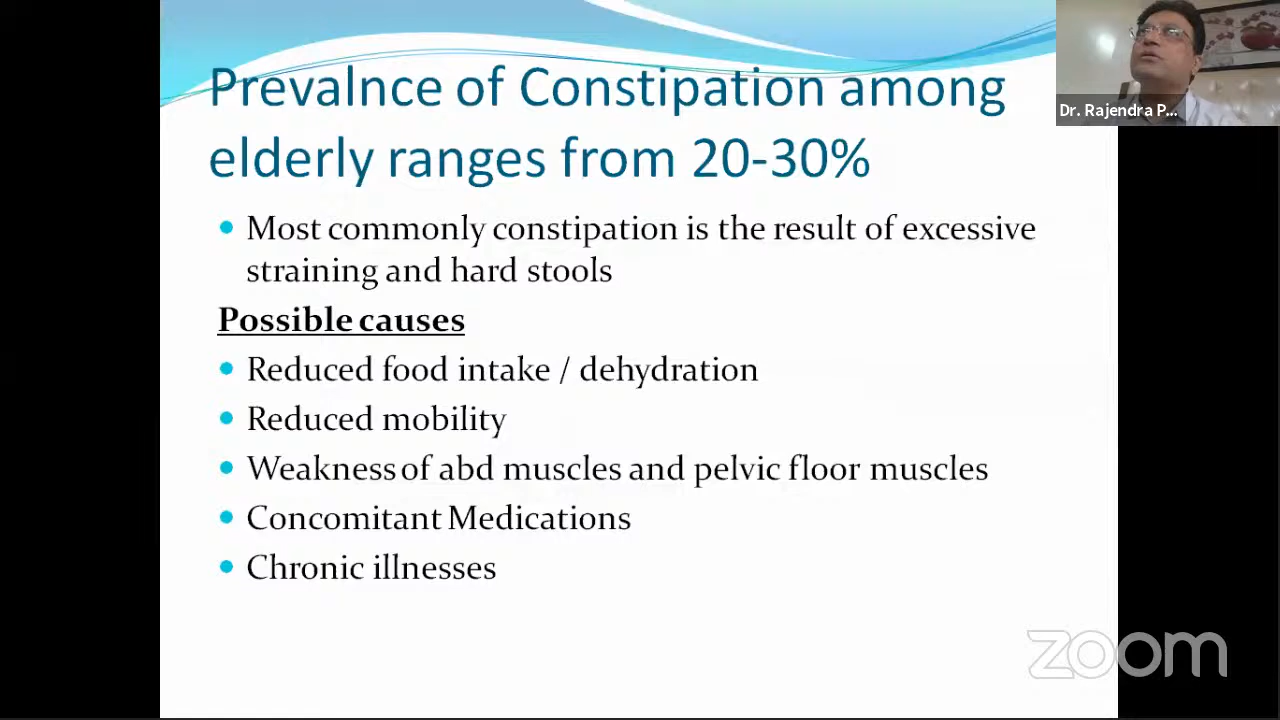 Prevalnce of Constipation among
elderly ranges from 20-30%
Dr. Rajendra P...
• Most commonly constipation is the result of excessive
straining and hard stools
Possible causes
• Reduced food intake / dehydration
• Reduced mobility
• Weakness of abd muscles and pelvic floor muscles
• Concomitant Medications
• Chronic illnesses
zoom